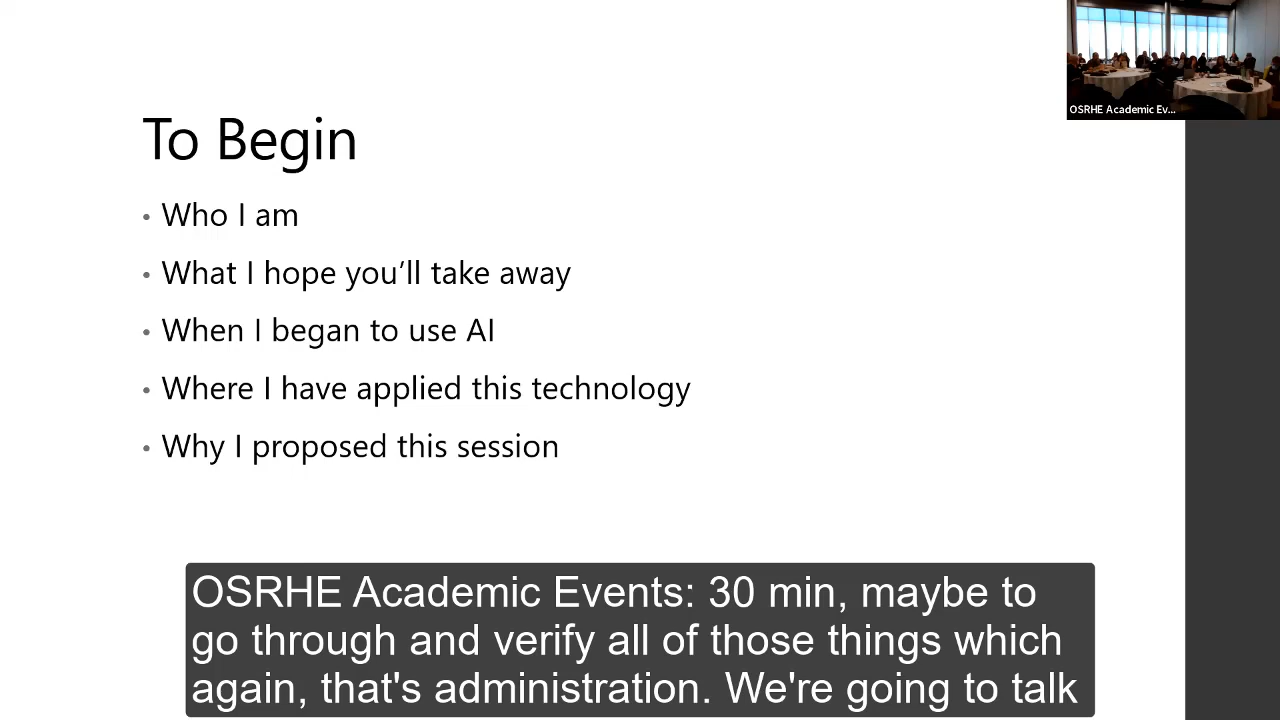 OSRHE Academic Ev...
To Begin
• Who I am
• What I hope you’ll take away
• When I began to use AI
• Where I have applied this technology
• Why I proposed this session
OSRHE Academic Events: 30 min, maybe to
go through and verify all of those things which
again, that's administration. We're going to talk